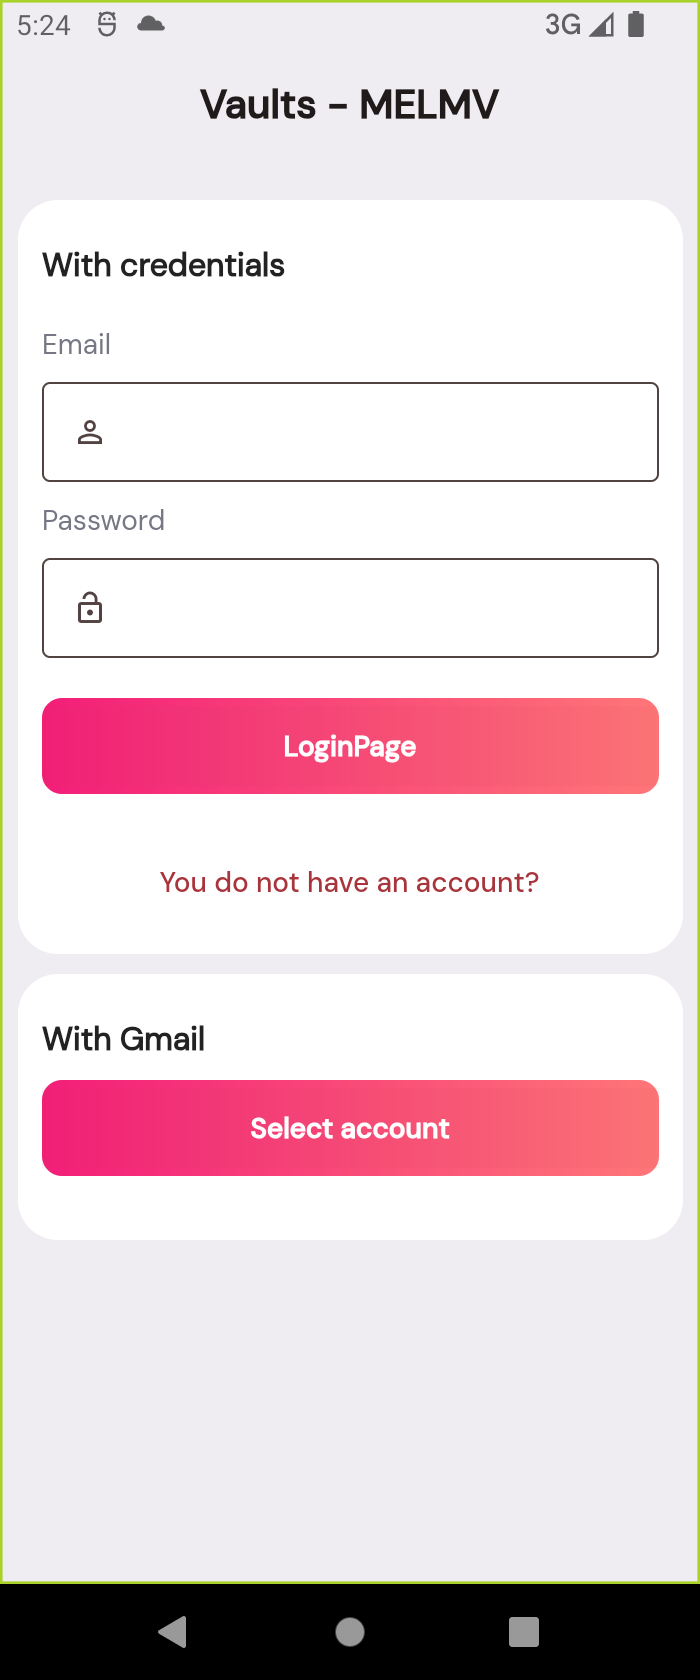 5:24 3G
Vaults - MELMV
With credentials
Email
Password
LoginPage
You do not have an account?
With Gmail
Select account